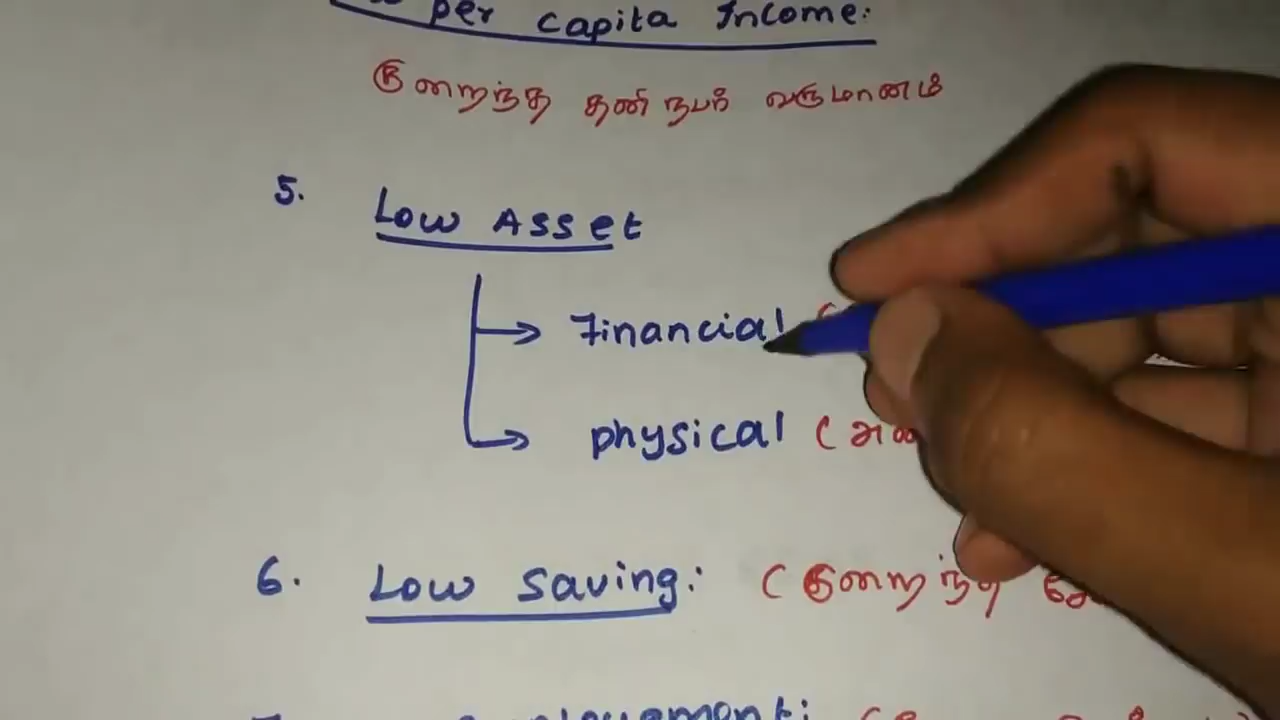 per capita Income:
குறைந்த தனி நபர் வருமானம்
5. Low Asset
Financial (
physical (
6. Low saving: (குறைந்த